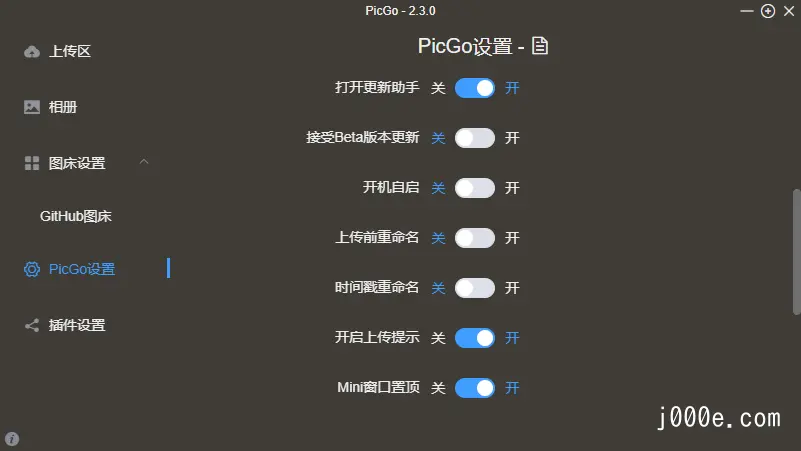 PicGo - 2.3.0
上传区
相册
图床设置
GitHub图床
PicGo设置
插件设置
PicGo设置 -
打开更新助手 关 开
接受Beta版本更新 关 开
开机自启 关 开
上传前重命名 关 开
时间戳重命名 关 开
开启上传提示 关 开
Mini窗口置顶 关 开
j000e.com